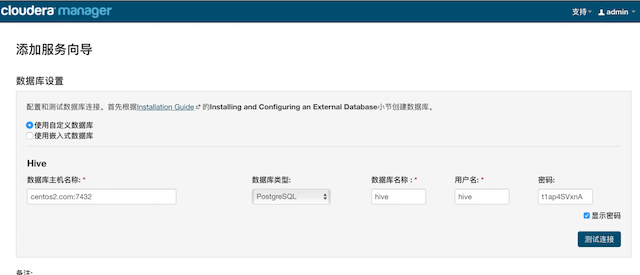 cloudera manager 支持 admin
添加服务向导
数据库设置
配置和测试数据库连接。首先根据Installation Guide 的Installing and Configuring an External Database小节创建数据库。
使用自定义数据库
使用嵌入式数据库
Hive
数据库主机名称: * 数据库类型: 数据库名称 : * 用户名: * 密码:
centos2.com:7432 PostgreSQL hive hive t1ap4SVxnA
显示密码
测试连接
备注: